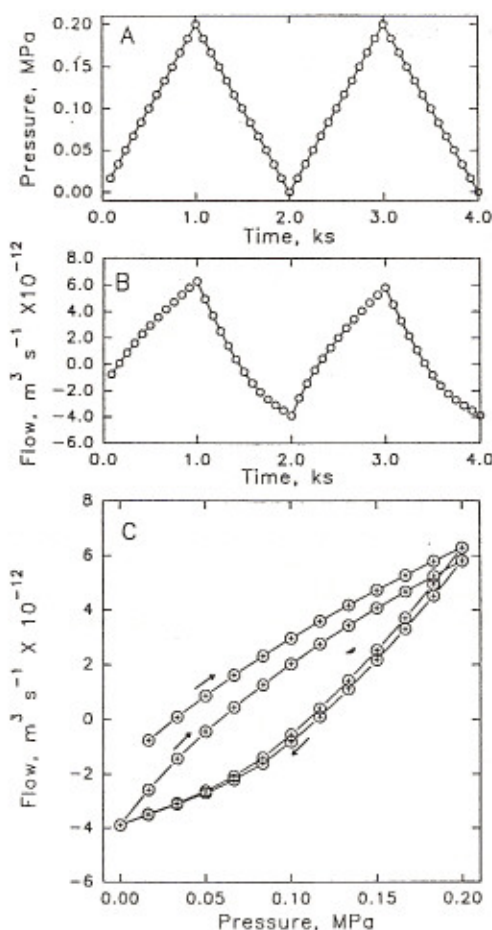 A
Pressure, MPa
0.20
0.15
0.10
0.05
0.00
0.0 1.0 2.0 3.0 4.0
Time, ks
B
Flow, m³ s⁻¹ X10⁻¹²
8.0
6.0
4.0
2.0
0.0
-2.0
-4.0
-6.0
0.0 1.0 2.0 3.0 4.0
Time, ks
C
Flow, m³ s⁻¹ X 10⁻¹²
8
6
4
2
0
-2
-4
-6
0.00 0.05 0.10 0.15 0.20
Pressure, MPa